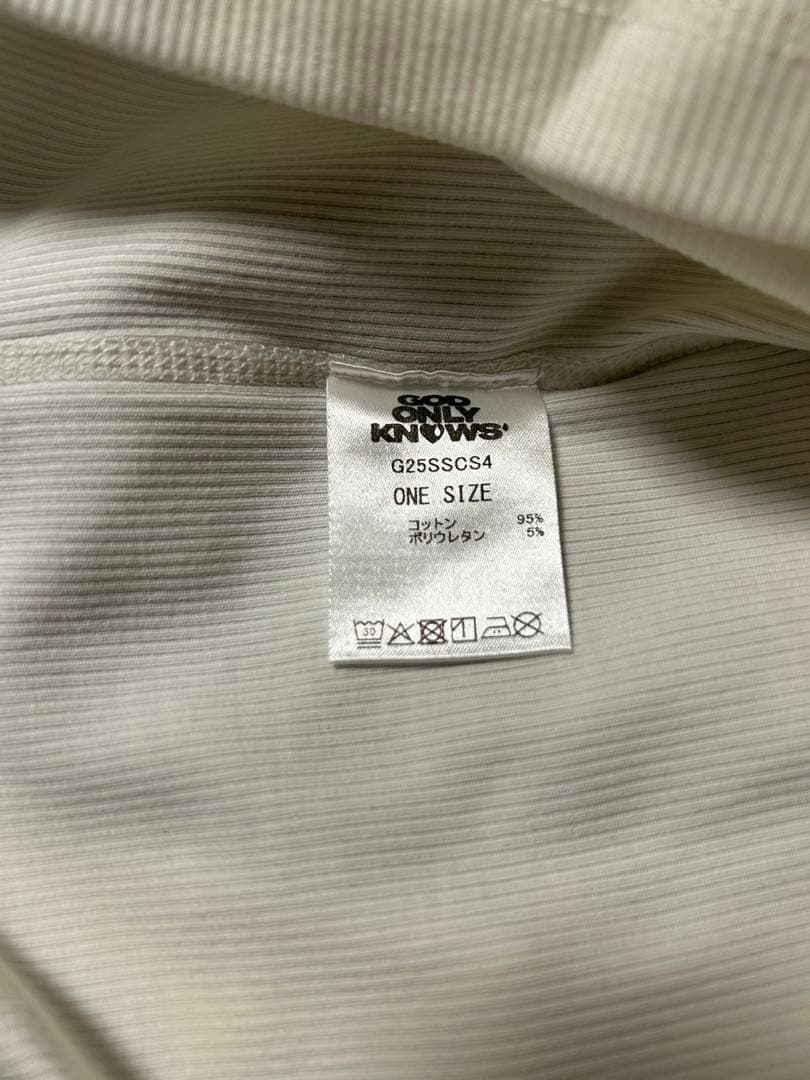 GOD
ONLY
KNOWS'
G25SSCS4
ONE SIZE
コットン 95%
ポリウレタン 5%
30